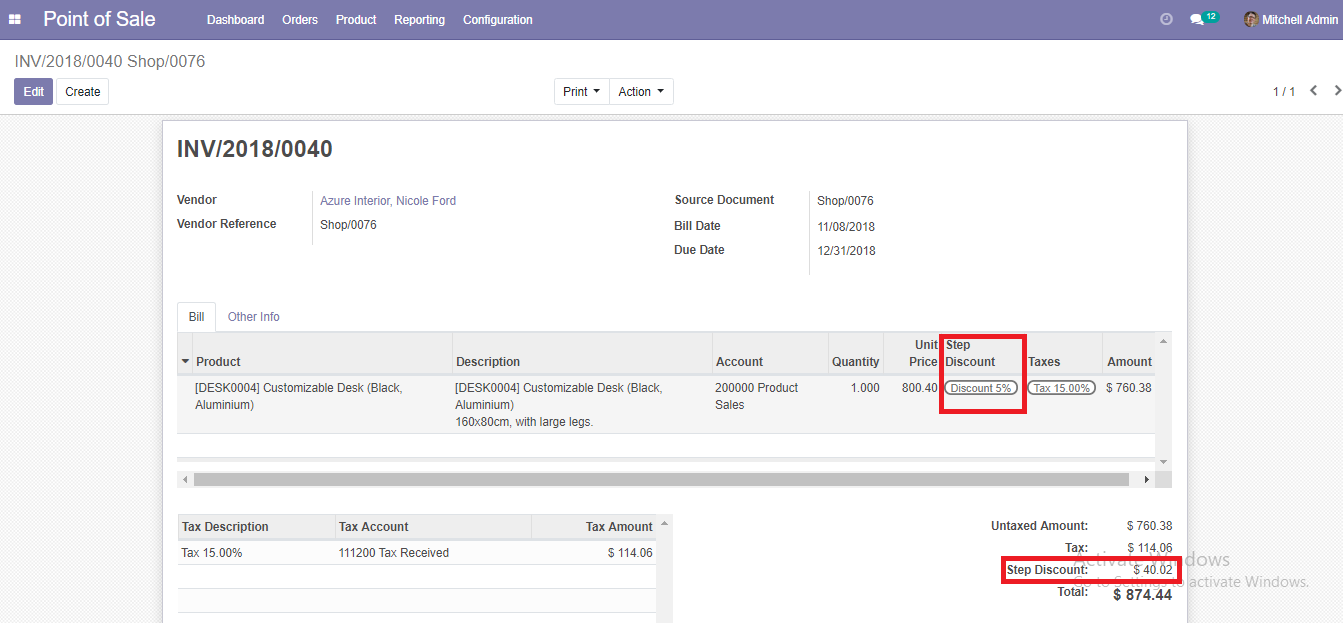 Point of Sale Dashboard Orders Product Reporting Configuration 12 Mitchell Admin
INV/2018/0040 Shop/0076
Edit Create Print Action 1 / 1
INV/2018/0040
Vendor Azure Interior, Nicole Ford Source Document Shop/0076
Vendor Reference Shop/0076 Bill Date 11/08/2018
Due Date 12/31/2018
Bill Other Info
Unit Step
Product Description Account Quantity Price Discount Taxes Amount
[DESK0004] Customizable Desk (Black, [DESK0004] Customizable Desk (Black, 200000 Product 1.000 800.40 Discount 5% Tax 15.00% $ 760.38
Aluminium) Aluminium) Sales
160x80cm, with large legs.
Tax Description Tax Account Tax Amount Untaxed Amount: $ 760.38
Tax 15.00% 111200 Tax Received $ 114.06 Tax: $ 114.06
Activate Windows
Step Discount: $ 40.02
Go to Settings to activate Windows.
Total: $ 874.44